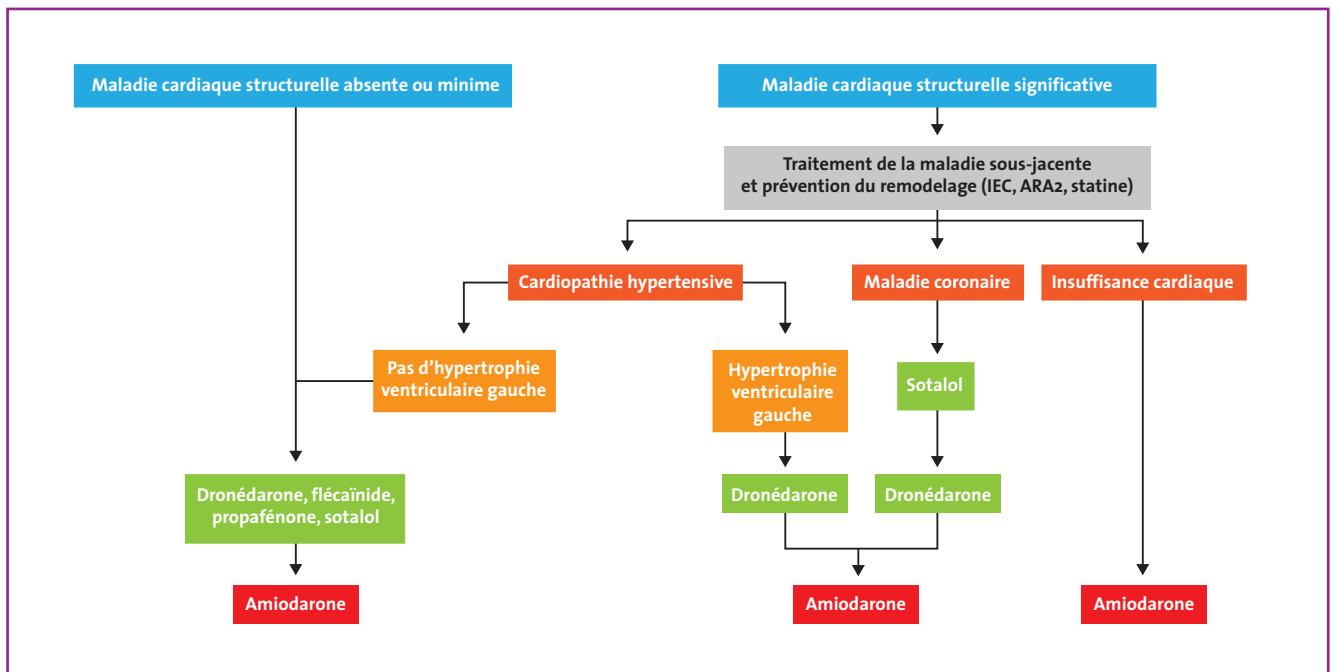 Maladie cardiaque structurelle absente ou minime
Maladie cardiaque structurelle significative
Traitement de la maladie sous-jacente
et prévention du remodelage (IEC, ARA2, statine)
Cardiopathie hypertensive
Maladie coronaire
Insuffisance cardiaque
Pas d’hypertrophie
ventriculaire gauche
Hypertrophie
ventriculaire
gauche
Sotalol
Dronédarone, flécaïnide,
propafénone, sotalol
Dronédarone
Dronédarone
Amiodarone
Amiodarone
Amiodarone